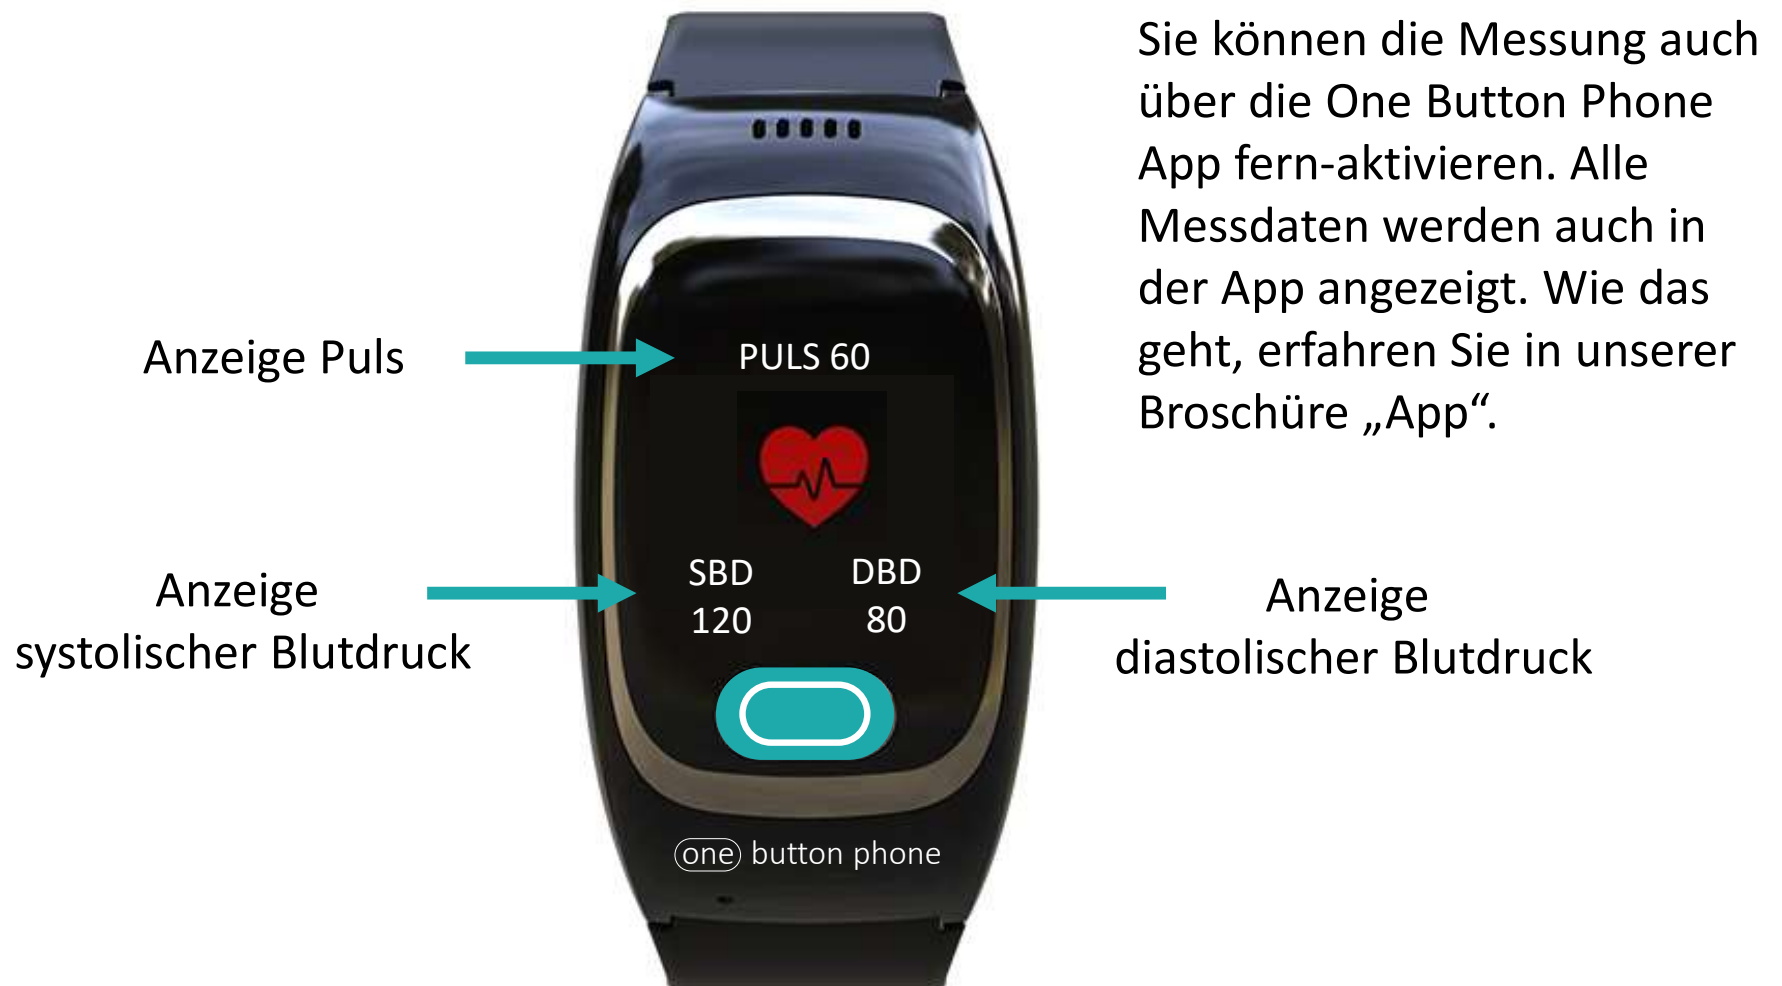 Sie können die Messung auch
über die One Button Phone
App fern-aktivieren. Alle
Messdaten werden auch in
der App angezeigt. Wie das
geht, erfahren Sie in unserer
Broschüre „App“.
Anzeige Puls
PULS 60
Anzeige
systolischer Blutdruck
SBD
120
DBD
80
Anzeige
diastolischer Blutdruck
one button phone